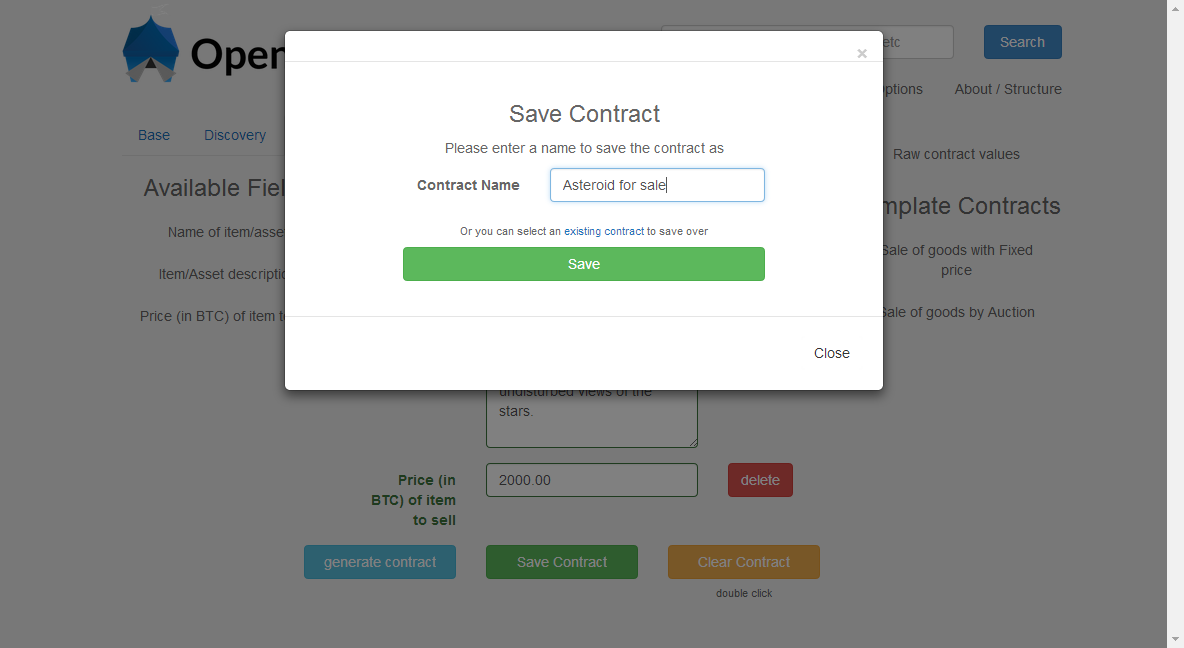 Open
etc
Search
ptions
About / Structure
Base
Discovery
Raw contract values
Available Fiel
Name of item/asse
Item/Asset descriptio
Price (in BTC) of item t
×
Save Contract
Please enter a name to save the contract as
Contract Name
Asteroid for sale
Or you can select an existing contract to save over
Save
Close
mplate Contracts
Sale of goods with Fixed
price
Sale of goods by Auction
undisturbed views of the
stars.
Price (in
BTC) of item
to sell
2000.00
delete
generate contract
Save Contract
Clear Contract
double click